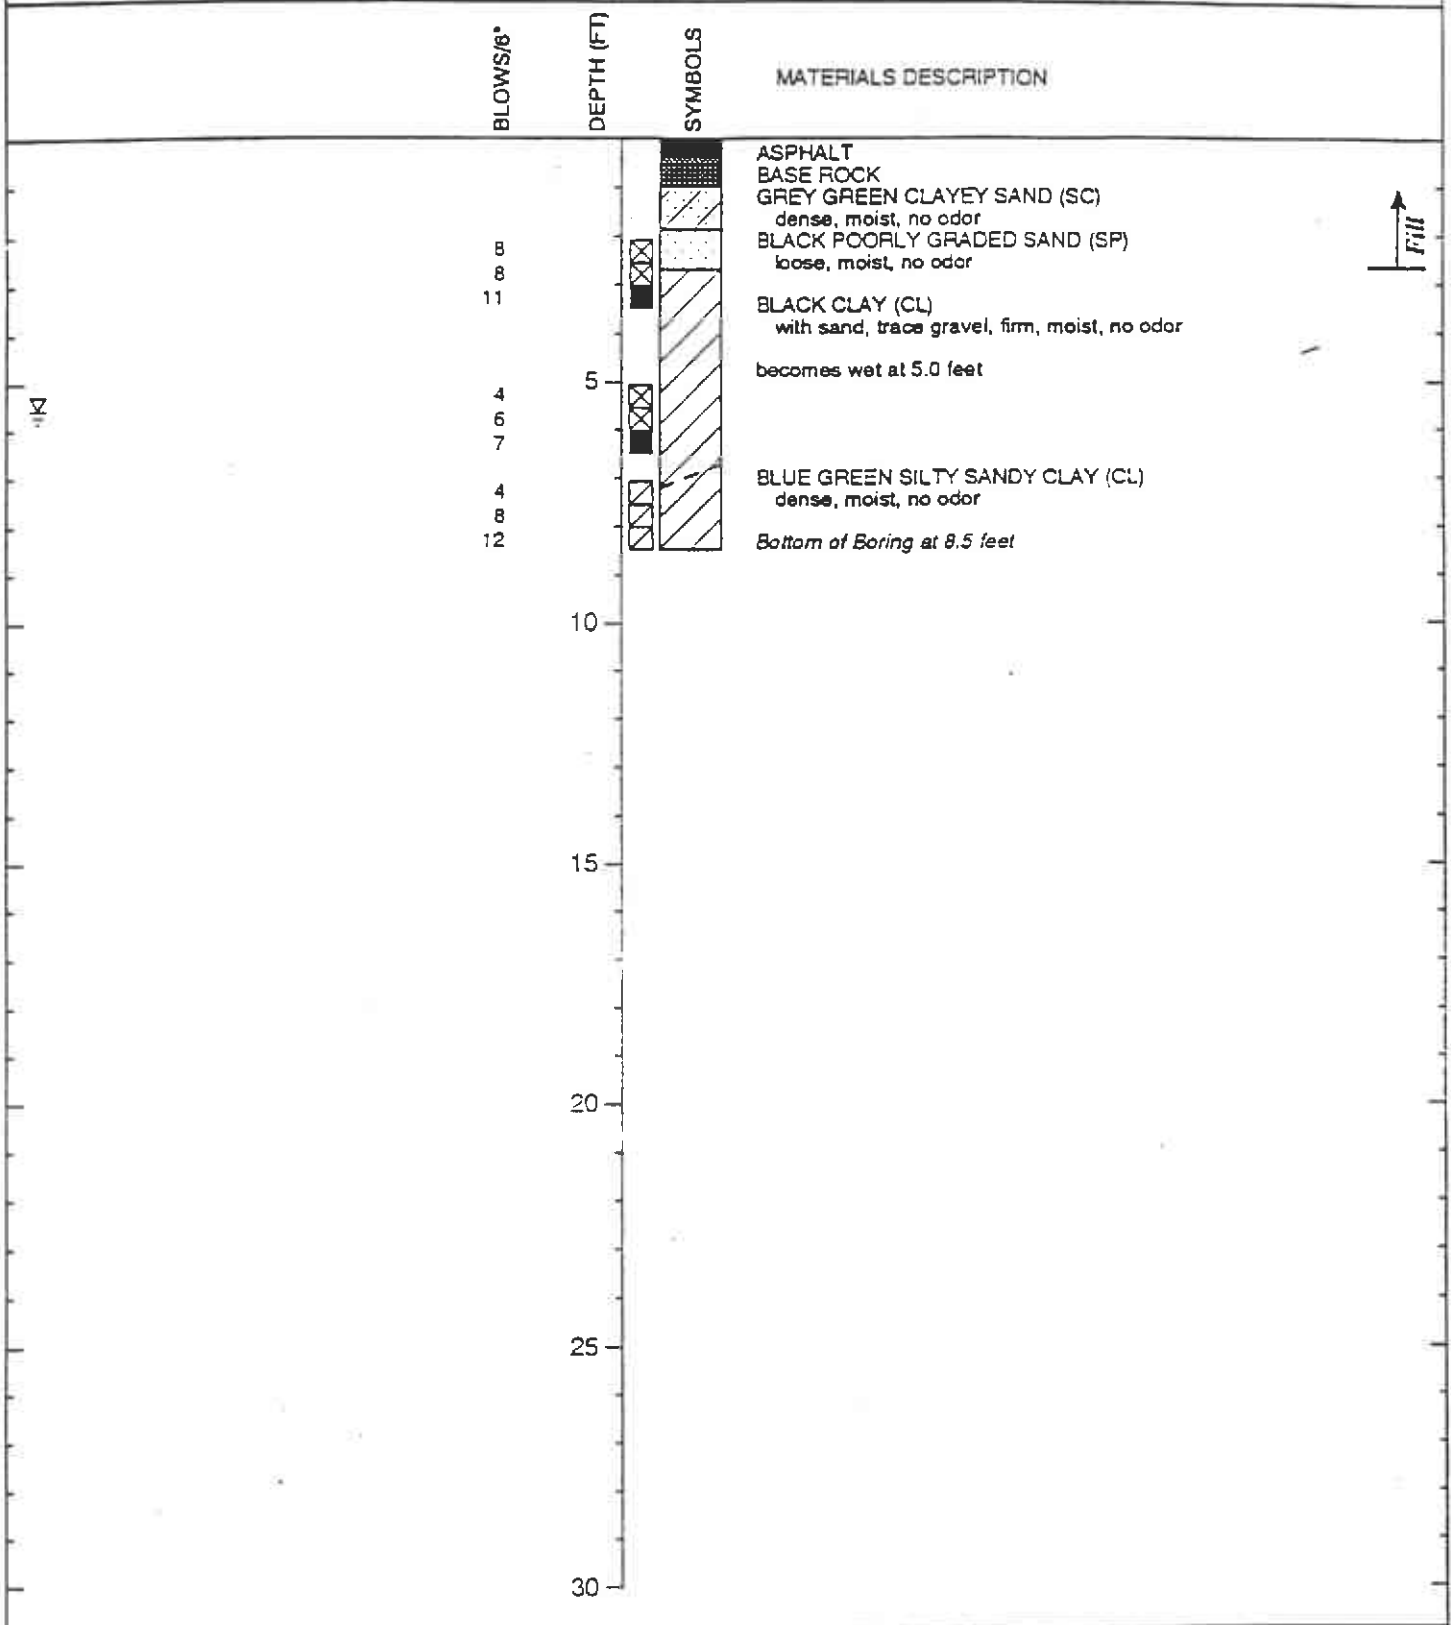 BLOWS/6"
DEPTH (FT)
SYMBOLS
MATERIALS DESCRIPTION
ASPHALT
BASE ROCK
GREY GREEN CLAYEY SAND (SC)
dense, moist, no odor
Fill
8
BLACK POORLY GRADED SAND (SP)
loose, moist, no odor
8
11
BLACK CLAY (CL)
with sand, trace gravel, firm, moist, no odor
becomes wet at 5.0 feet
5
4
6
7
BLUE GREEN SILTY SANDY CLAY (CL)
4
dense, moist, no odor
8
12
Bottom of Boring at 8.5 feet
10
15
20
25
30